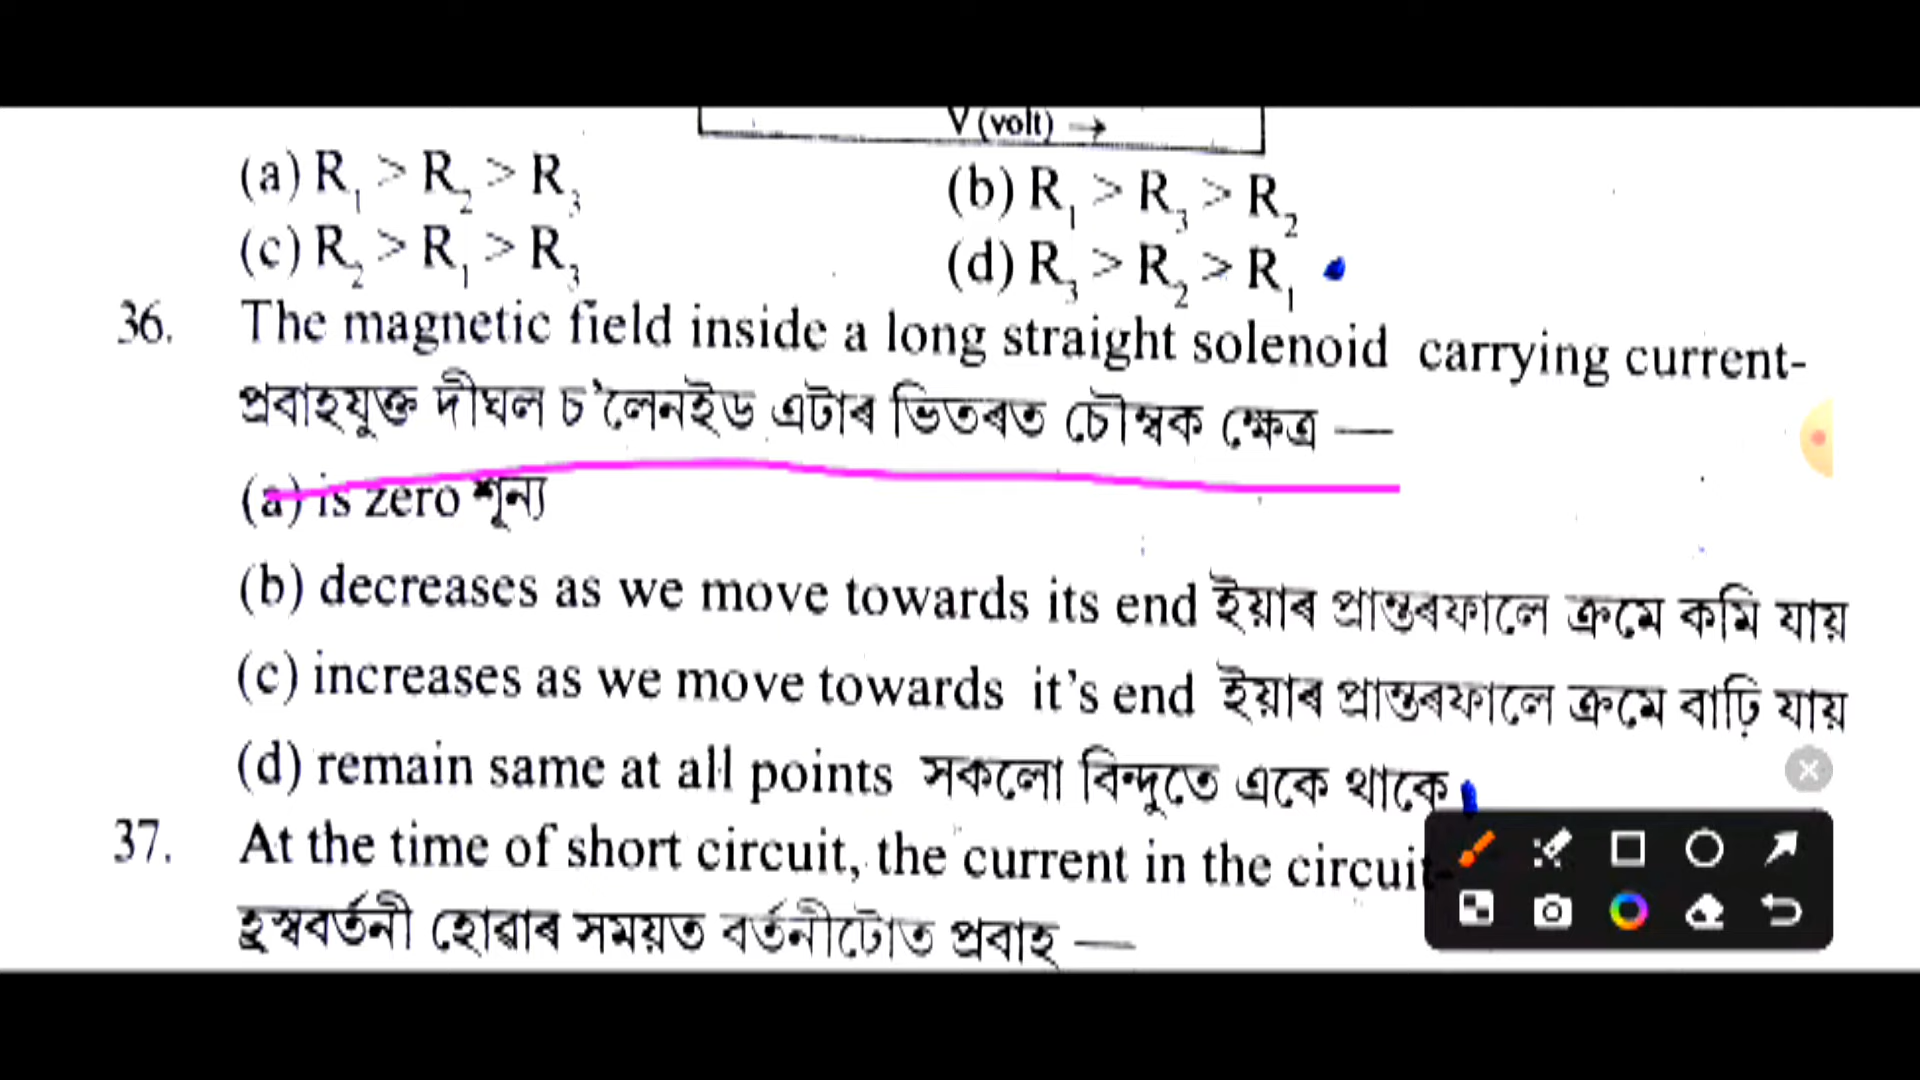 V (volt) →
(a) R₁ > R₂ > R₃ (b) R₁ > R₃ > R₂
(c) R₂ > R₁ > R₃ (d) R₃ > R₂ > R₁
36. The magnetic field inside a long straight solenoid carrying current-
প্ৰবাহযুক্ত দীঘল চ'লেনইড এটাৰ ভিতৰত চৌম্বক ক্ষেত্ৰ —
(a) is zero শূন্য
(b) decreases as we move towards its end ইয়াৰ প্ৰান্তৰফালে ক্ৰমে কমি যায়
(c) increases as we move towards it's end ইয়াৰ প্ৰান্তৰফালে ক্ৰমে বাঢ়ি যায়
(d) remain same at all points সকলো বিন্দুতে একে থাকে
37. At the time of short circuit, the current in the circuit-
হ্ৰস্ববৰ্তনী হোৱাৰ সময়ত বৰ্তনীটোত প্ৰবাহ —